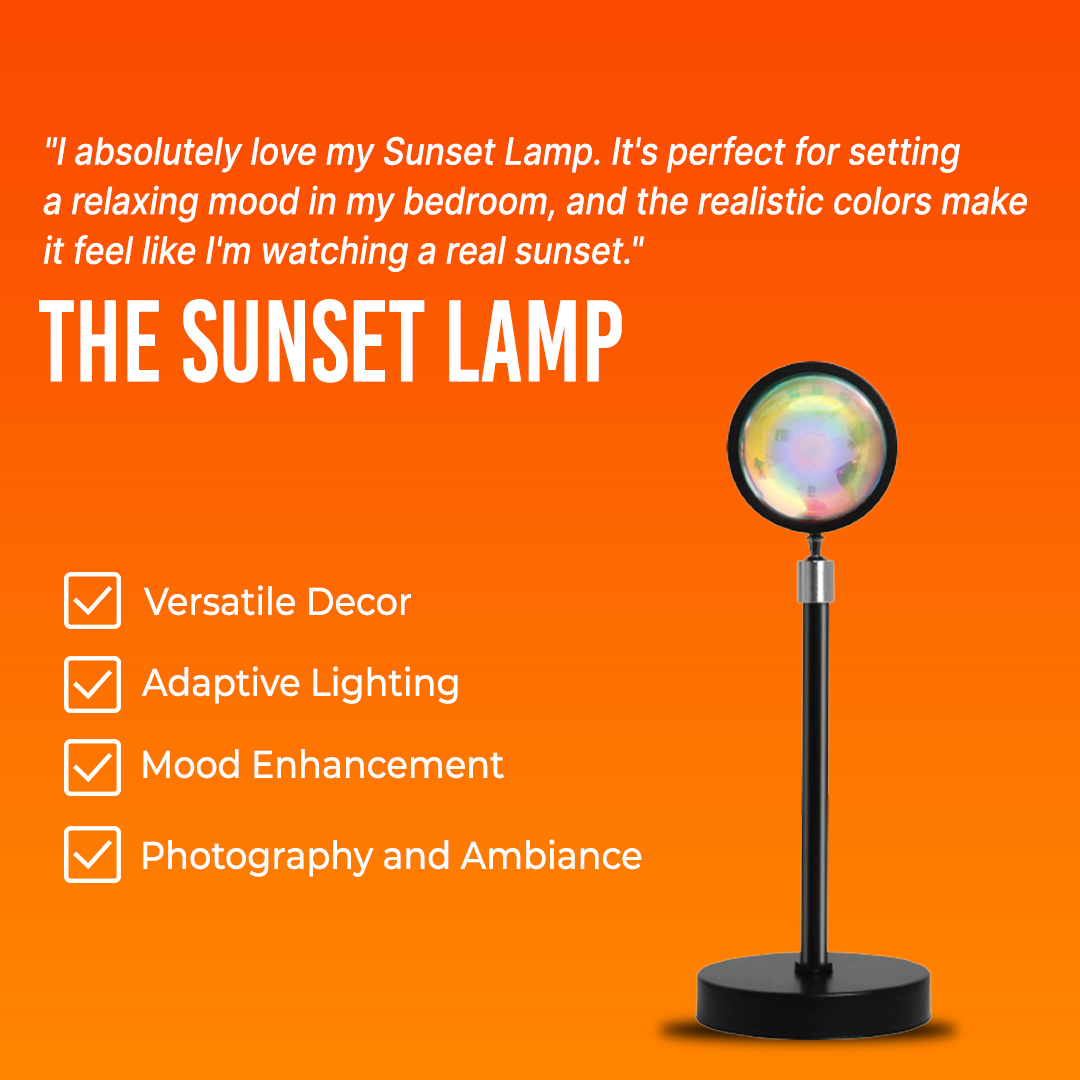 "I absolutely love my Sunset Lamp. It's perfect for setting
a relaxing mood in my bedroom, and the realistic colors make
it feel like I'm watching a real sunset."
THE SUNSET LAMP
Versatile Decor
Adaptive Lighting
Mood Enhancement
Photography and Ambiance